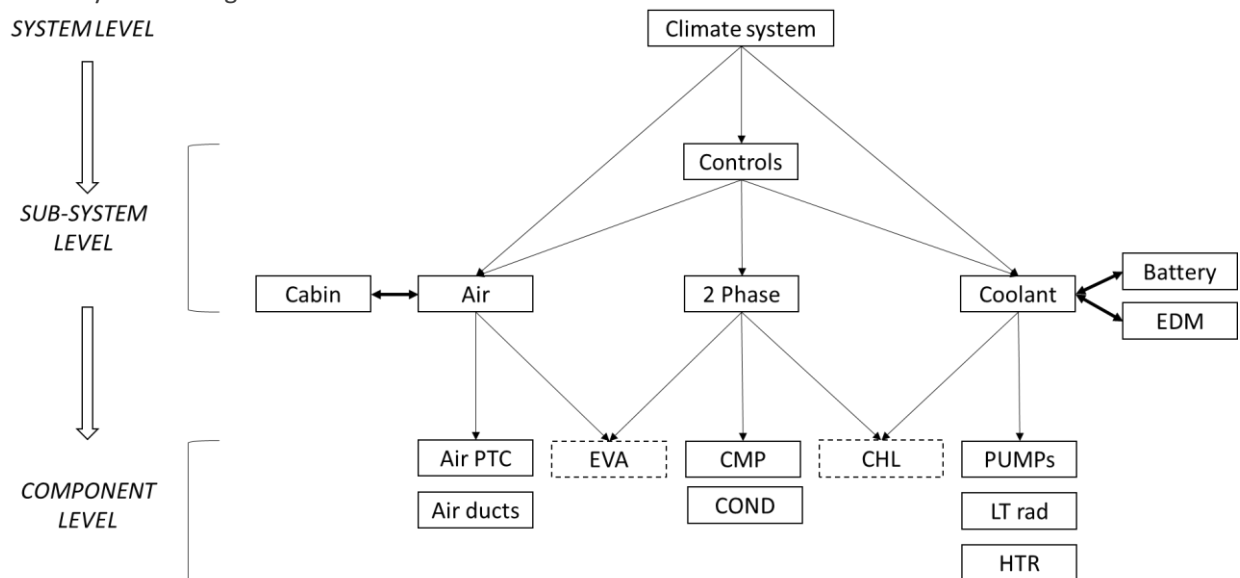 SYSTEM LEVEL
Climate system
Controls
SUB-SYSTEM
LEVEL
Cabin
Air
2 Phase
Coolant
Battery
EDM
COMPONENT
LEVEL
Air PTC
EVA
CMP
CHL
PUMPs
Air ducts
COND
LT rad
HTR